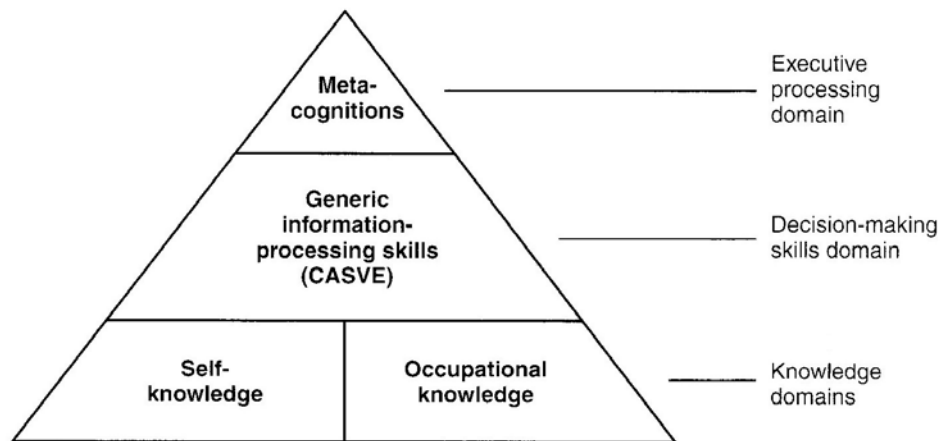 Meta-
cognitions
Executive
processing
domain
Generic
information-
processing skills
(CASVE)
Decision-making
skills domain
Self-
knowledge
Occupational
knowledge
Knowledge
domains